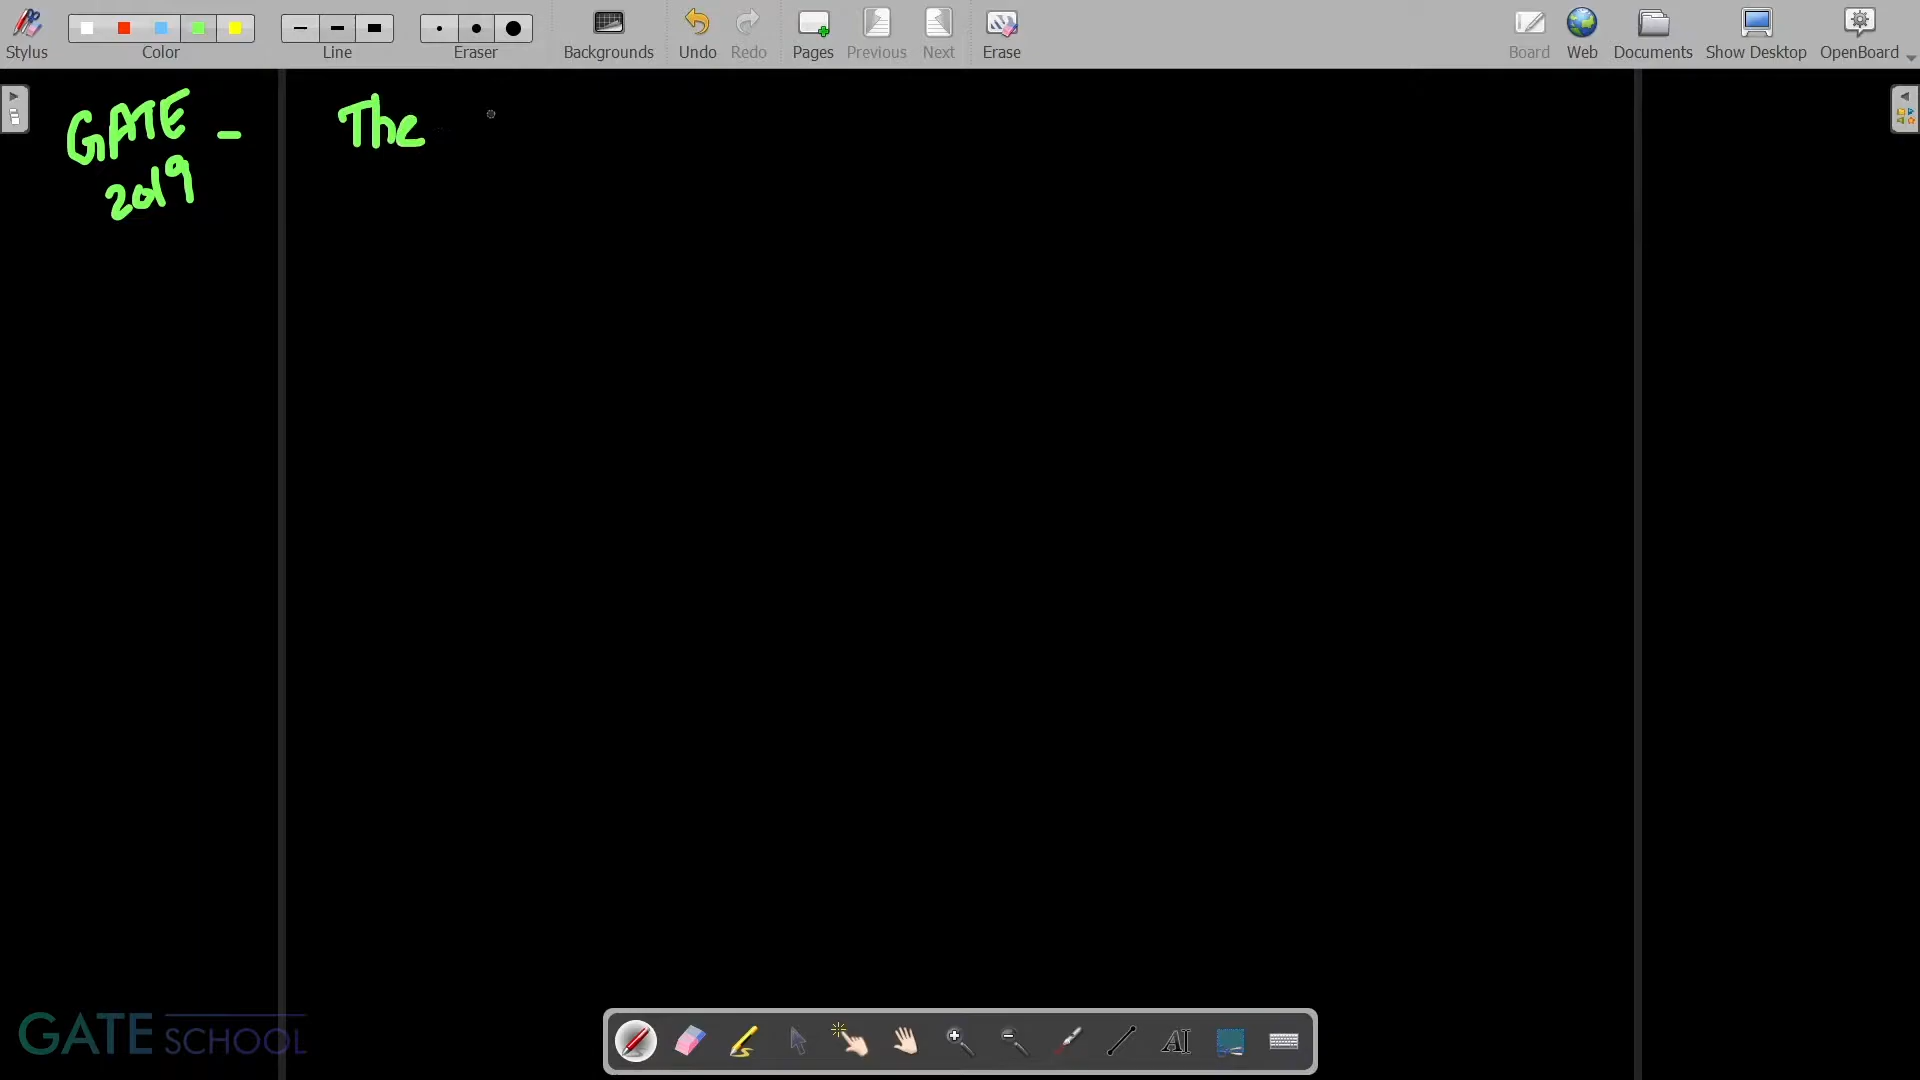 Stylus
Color
Line
Eraser
Backgrounds
Undo
Redo
Pages
Previous
Next
Erase
Board
Web
Documents
Show Desktop
OpenBoard
GATE -
2019
The
AI
GATE SCHOOL